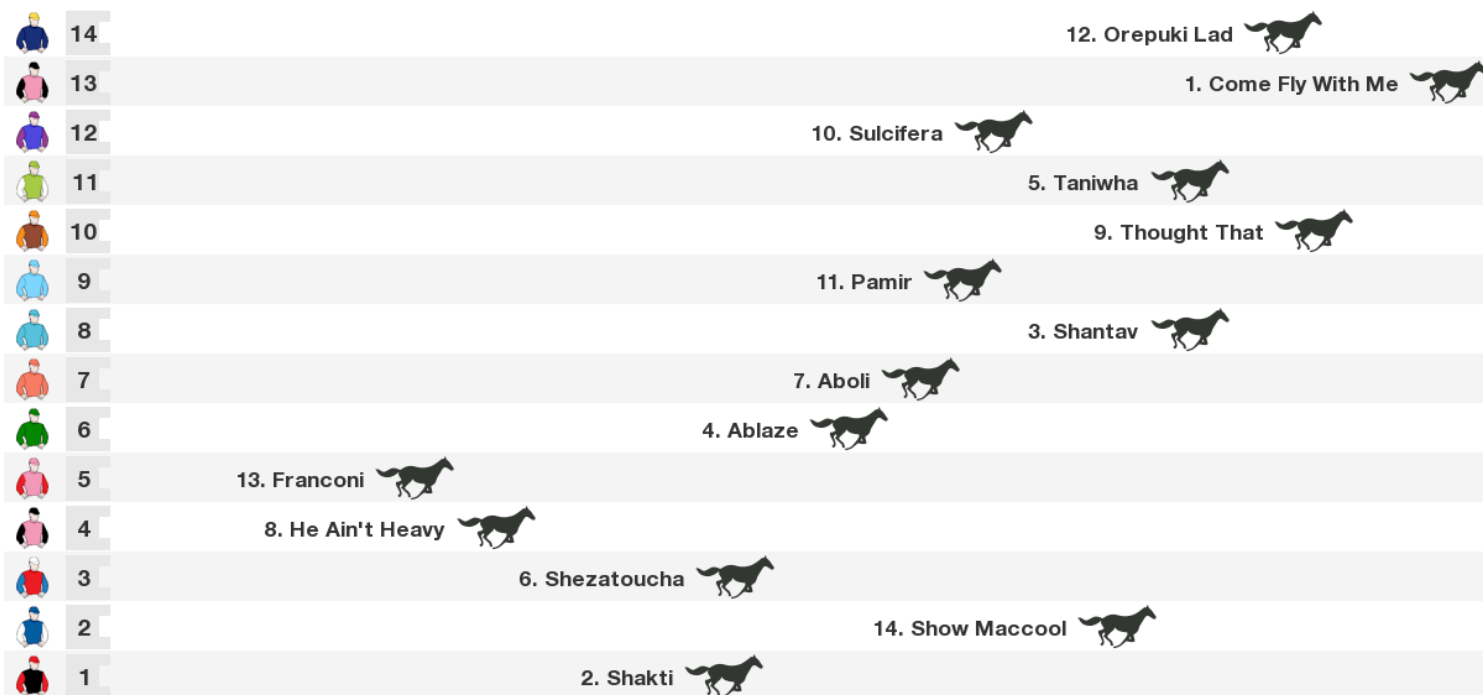 14 12. Orepuki Lad
13 1. Come Fly With Me
12 10. Sulcifera
11 5. Taniwha
10 9. Thought That
9 11. Pamir
8 3. Shantav
7 7. Aboli
6 4. Ablaze
5 13. Franconi
4 8. He Ain't Heavy
3 6. Shezatoucha
2 14. Show Maccool
1 2. Shakti